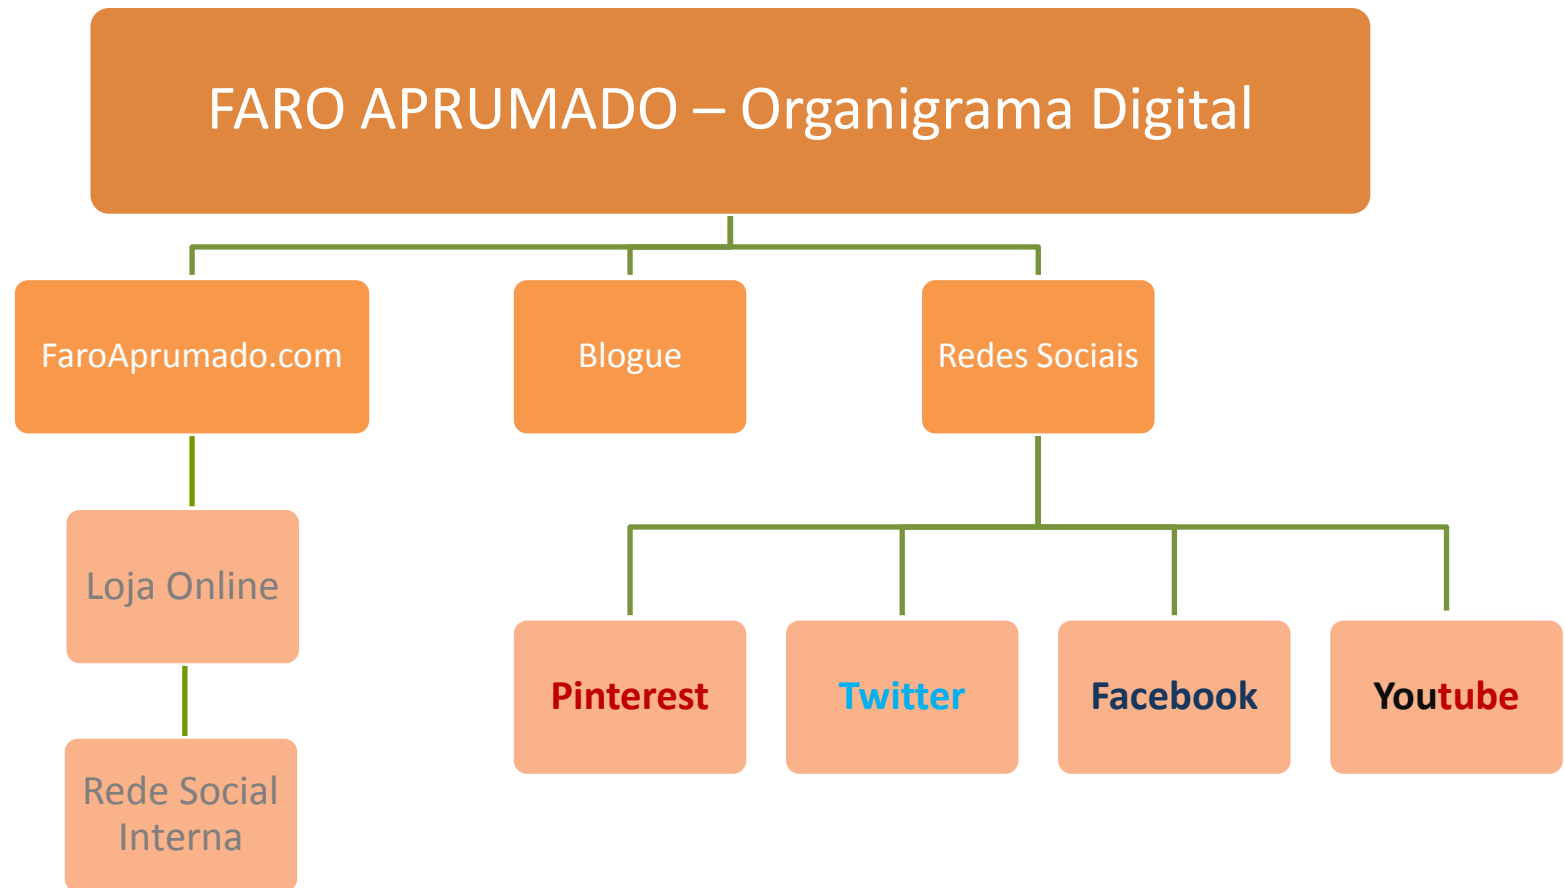 FARO APRUMADO – Organigrama Digital
FaroAprumado.com
Blogue
Redes Sociais
Loja Online
Rede Social
Interna
Pinterest
Twitter
Facebook
Youtube